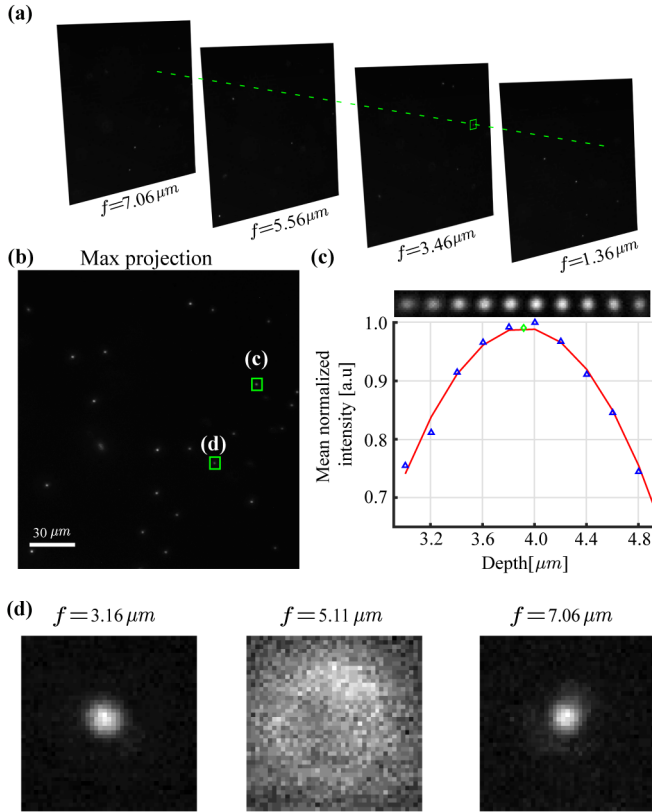 (a)
f=7.06 μm
f=5.56 μm
f=3.46 μm
f=1.36 μm
(b)
Max projection
(c)
(d)
30 μm
(c)
1.0
0.9
0.8
0.7
Mean normalized
intensity [a.u]
3.2 3.6 4.0 4.4 4.8
Depth[μm]
(d)
f = 3.16 μm
f = 5.11 μm
f = 7.06 μm